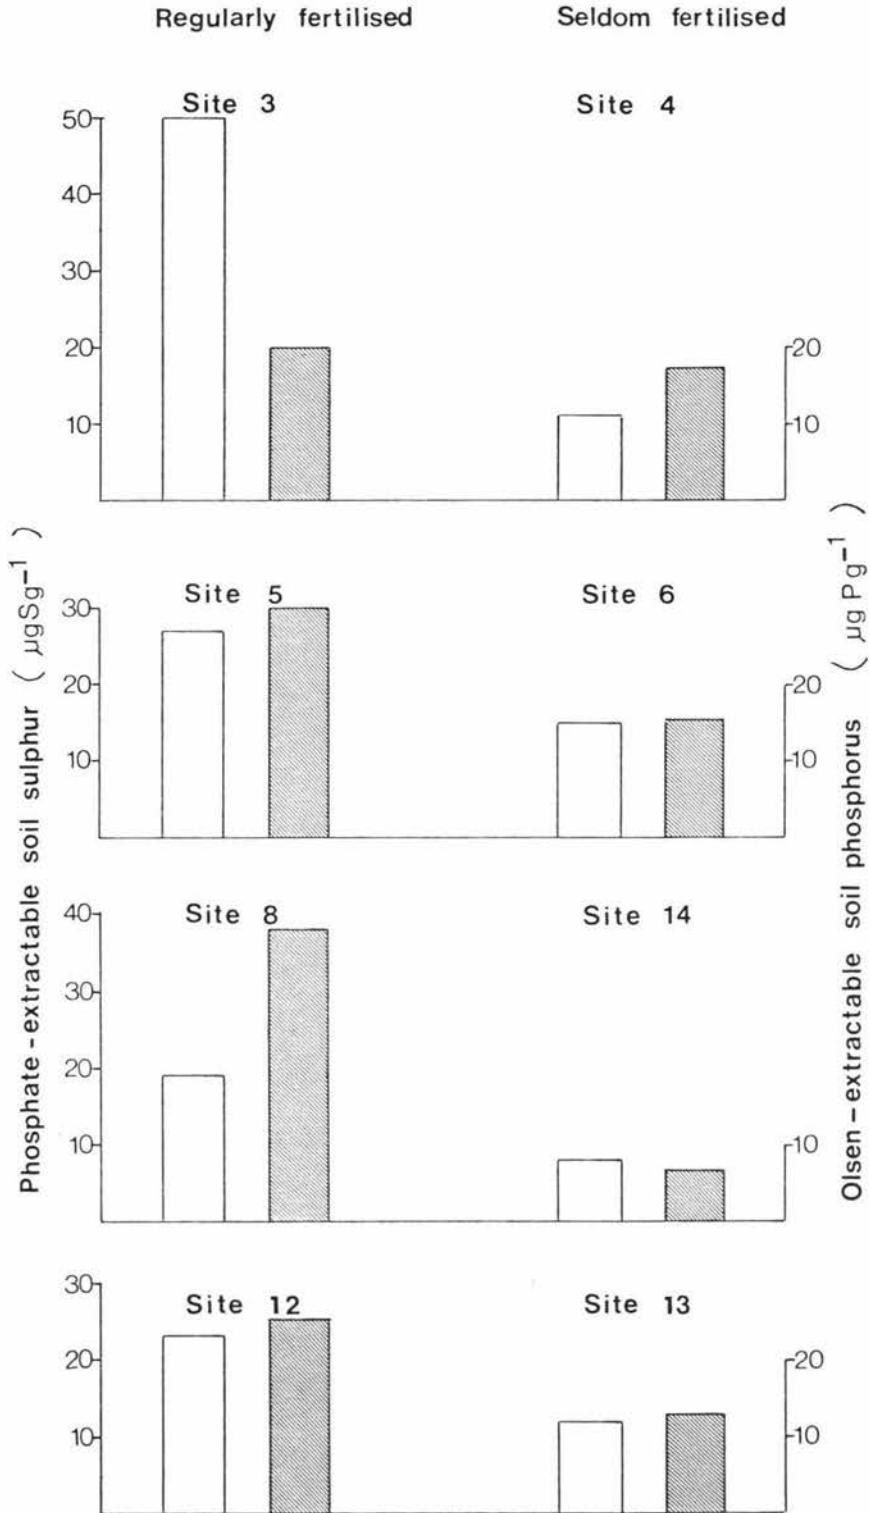 Regularly fertilised
Seldom fertilised
Site 3
Site 4
50
40
30
20
10
20
10
Site 5
Site 6
30
20
10
20
10
Site 8
Site 14
40
30
20
10
10
Site 12
Site 13
30
20
10
20
10
Phosphate-extractable soil sulphur ( µgSg⁻¹ )
Olsen-extractable soil phosphorus ( µg Pg⁻¹ )